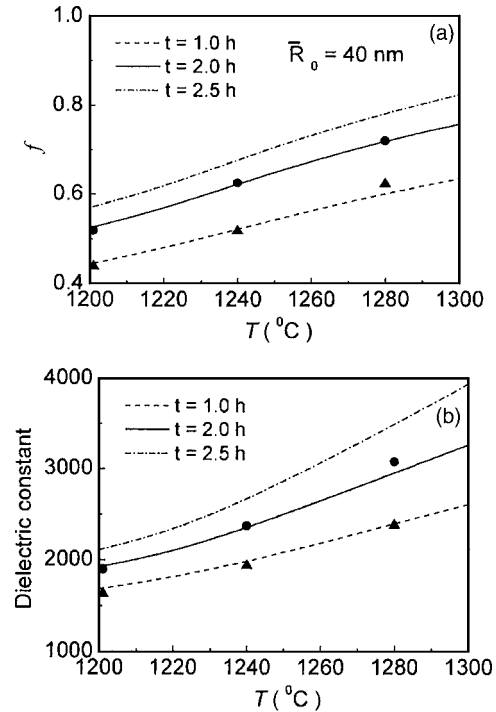 (a)
t = 1.0 h
t = 2.0 h
t = 2.5 h
R̄ ₀ = 40 nm
1.0
0.8
0.6
0.4
f
1200 1220 1240 1260 1280 1300
T ( ⁰C)
(b)
t = 1.0 h
t = 2.0 h
t = 2.5 h
4000
3000
2000
1000
Dielectric constant
1200 1220 1240 1260 1280 1300
T ( ⁰C)